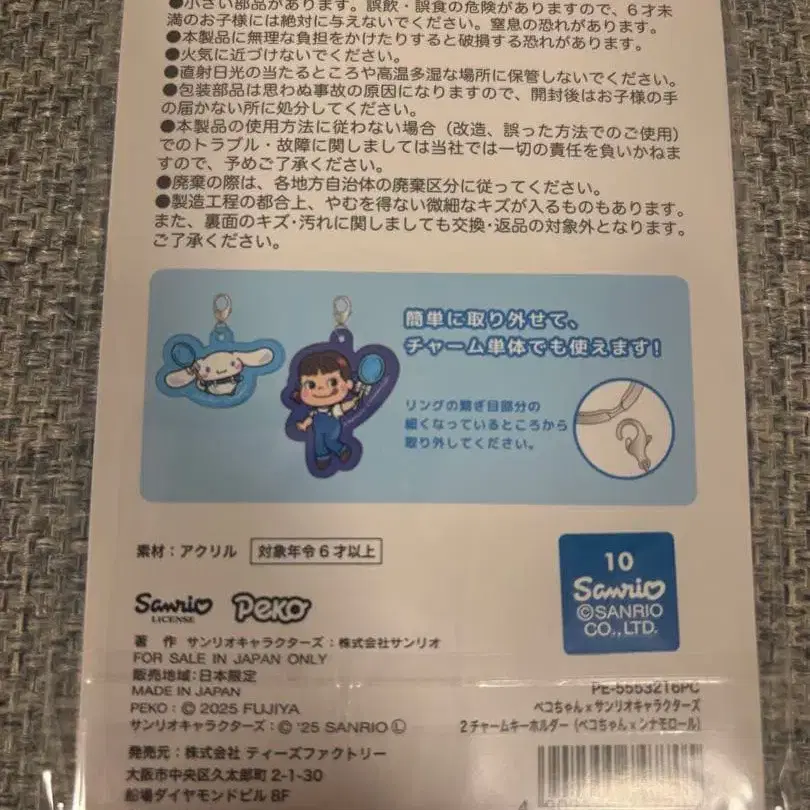 ●小さい部品があります。誤飲・誤食の危険がありますので、6才未
満のお子様には絶対に与えないでください。窒息の恐れがあります。
●本製品に無理な負担をかけたりすると破損する恐れがあります。
●火気に近づけないでください。
●直射日光の当たるところや高温多湿な場所に保管しないでください。
●包装部品は思わぬ事故の原因になりますので、開封後はお子様の手
の届かない所に処分してください。
●本製品の使用方法に従わない場合（改造、誤った方法でのご使用）
でのトラブル・故障に関しましては当社では一切の責任を負いかねま
すので、予めご了承ください。
●廃棄の際は、各地方自治体の廃棄区分に従ってください。
●製造工程の都合上、やむを得ない微細なキズが入るものもあります。
また、裏面のキズ・汚れに関しましても交換・返品の対象外となります。
ご了承ください。
簡単に取り外せて、
チャーム単体でも使えます!
リングの繋ぎ目部分の
細くなっているところから
取り外してください。
素材：アクリル 対象年令6才以上
Sanrio
LICENSE
PEKO
10
Sanrio
©SANRIO
CO.,LTD.
著 作 サンリオキャラクターズ：株式会社サンリオ
FOR SALE IN JAPAN ONLY
販売地域：日本限定
MADE IN JAPAN
PEKO：© 2025 FUJIYA
サンリオキャラクターズ：© '25 SANRIO Ⓛ
発売元：株式会社 ティーズファクトリー
大阪市中央区久太郎町 2-1-30
船場ダイヤモンドビル 8F
PE-5553216PC
ペコちゃん×サンリオキャラクターズ
2チャームキーホルダー（ペコちゃん×シナモロール）